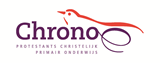 Chrono
PROTESTANTS CHRISTELIJK
PRIMAIR ONDERWIJS